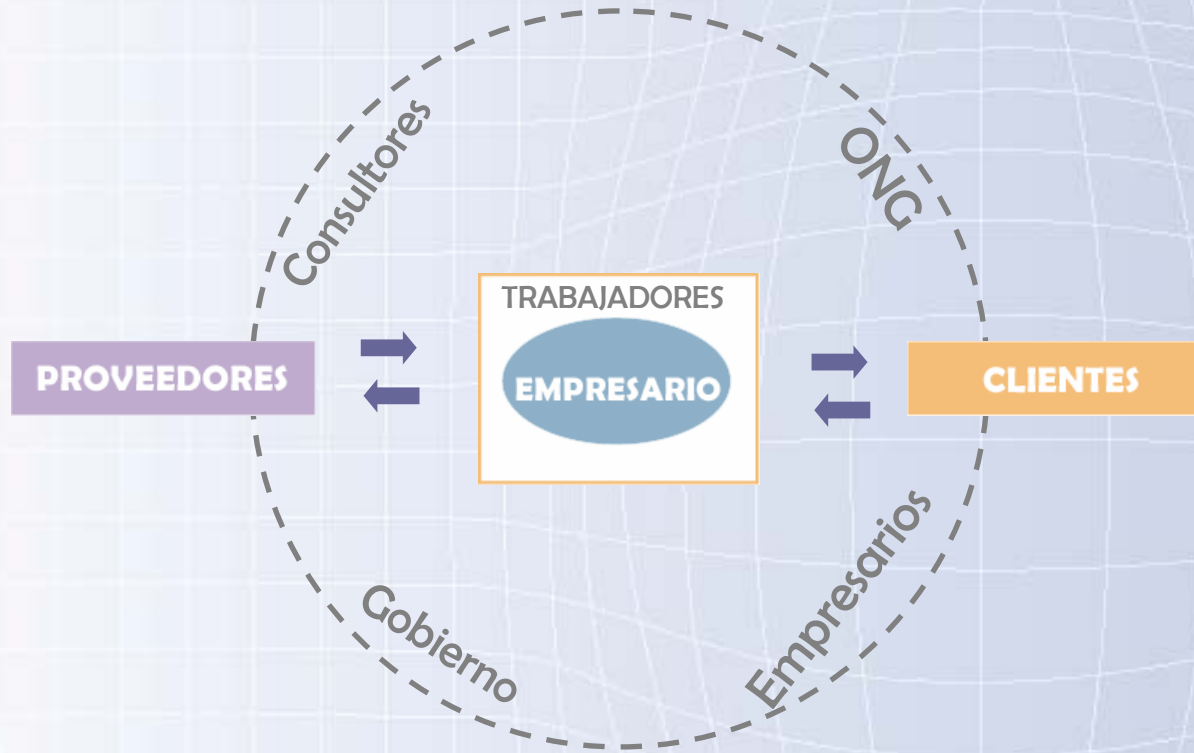 Consultores
ONG
TRABAJADORES
PROVEEDORES
EMPRESARIO
CLIENTES
Gobierno
Empresarios